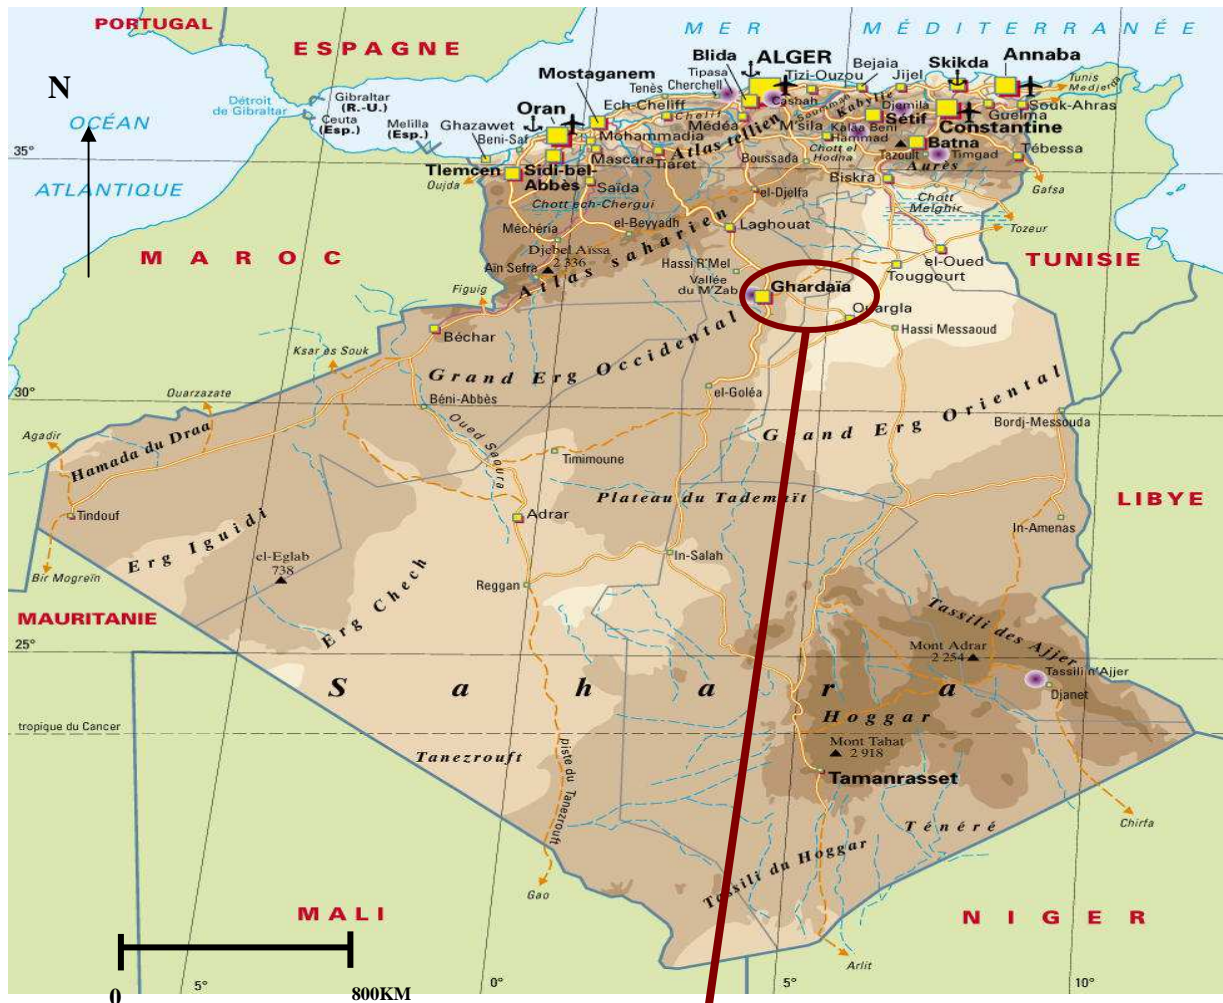 PORTUGAL
ESPAGNE
MER MÉDITERRANÉE
N
OCÉAN
ATLANTIQUE
Détroit
de Gibraltar
Gibraltar
(R.-U.)
Ceuta
(Esp.)
Melilla
(Esp.)
Mostaganem
Oran
Ghazawet
Beni-Saf
Tlemcen
Sidi-bel-
Abbès
Oujda
Blida
ALGER
Tipasa
Cherchell
Tenès
Ech-Cheliff
Chelif
Médéa
Casbah
Tizi-Ouzou
Bejaia
Jijel
Skikda
Annaba
Tunis
Medjerda
Souk-Ahras
Guelma
Constantine
Soummam
Kabylie
Djemila
Sétif
M'sila
Kalaa Beni
Hammad
Batna
Tazoult
Timgad
Tébessa
Aurès
Chott el
Hodna
Boussada
Biskra
Gafsa
Mohammadia
Mascara
Tiaret
Atlas tellien
Saïda
Chott ech-Chergui
el-Djelfa
Chott
Melghir
Tozeur
el-Beyyadh
Laghouat
Méchéria
Djebel Aïssa
2 336
Aïn Sefra
Atlas saharien
Hassi R'Mel
Vallée
du M'Zab
Ghardaïa
el-Oued
Touggourt
TUNISIE
Ouargla
Hassi Messaoud
MAROC
Figuig
Béchar
Ksar es Souk
Grand Erg Occidental
Ouarzazate
Béni-Abbès
el-Goléa
Grand Erg Oriental
Bordj-Messouda
Agadir
Hamada du Draa
Oued Saoura
Timimoune
Plateau du Tademaït
LIBYE
Tindouf
Erg Iguidi
Adrar
In-Amenas
el-Eglab
738
Bir Mogreïn
Erg Chech
Reggan
In-Salah
MAURITANIE
Tassili des Ajjer
Mont Adrar
2 254
Tassili n'Ajjer
Djanet
Sahara
Hoggar
tropique du Cancer
Mont Tahat
2 918
Tanezrouft
piste du Tanezrouft
Tamanrasset
Chirfa
Ténéré
Tassili du Hoggar
Gao
MALI
NIGER
Arlit
35°
30°
25°
5°
0°
5°
10°
0
800KM